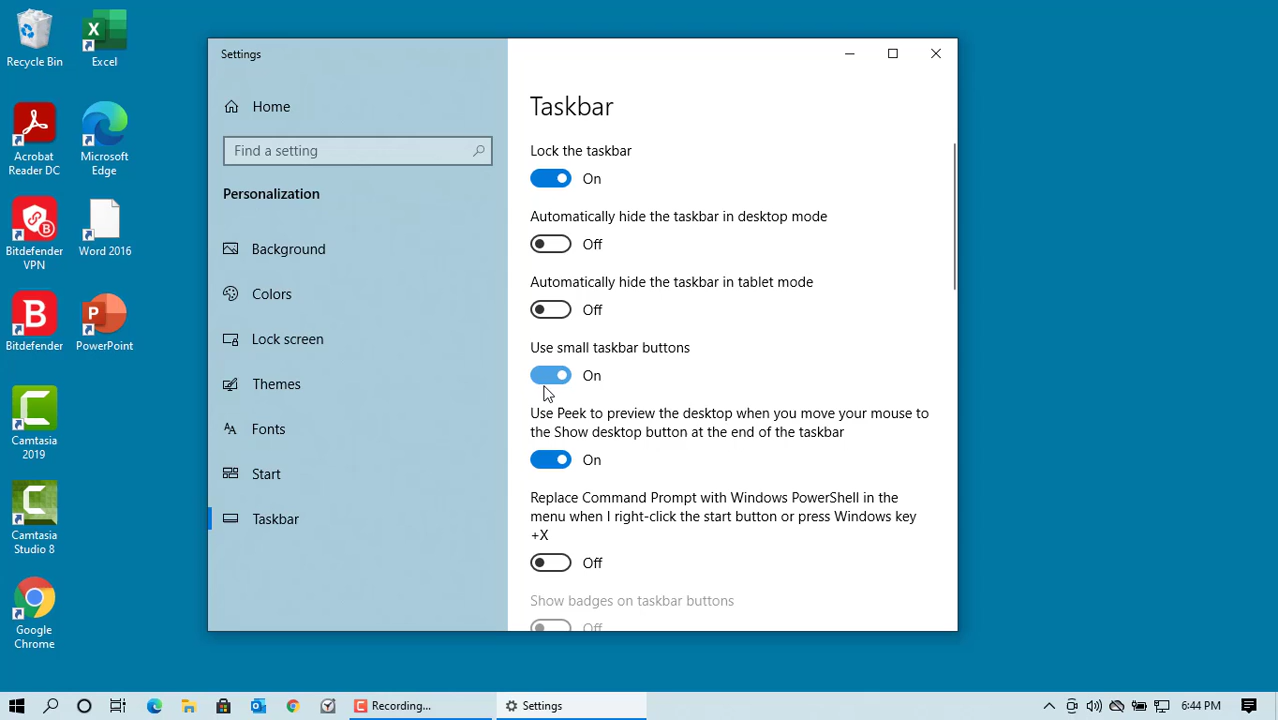 Recycle Bin
Excel
Acrobat
Reader DC
Microsoft
Edge
Bitdefender
VPN
Word 2016
Bitdefender
PowerPoint
Camtasia
2019
Camtasia
Studio 8
Google
Chrome
Settings
Home
Find a setting
Personalization
Background
Colors
Lock screen
Themes
Fonts
Start
Taskbar
Taskbar
Lock the taskbar
On
Automatically hide the taskbar in desktop mode
Off
Automatically hide the taskbar in tablet mode
Off
Use small taskbar buttons
On
Use Peek to preview the desktop when you move your mouse to
the Show desktop button at the end of the taskbar
On
Replace Command Prompt with Windows PowerShell in the
menu when I right-click the start button or press Windows key
+X
Off
Show badges on taskbar buttons
Off
Recording...
Settings
6:44 PM